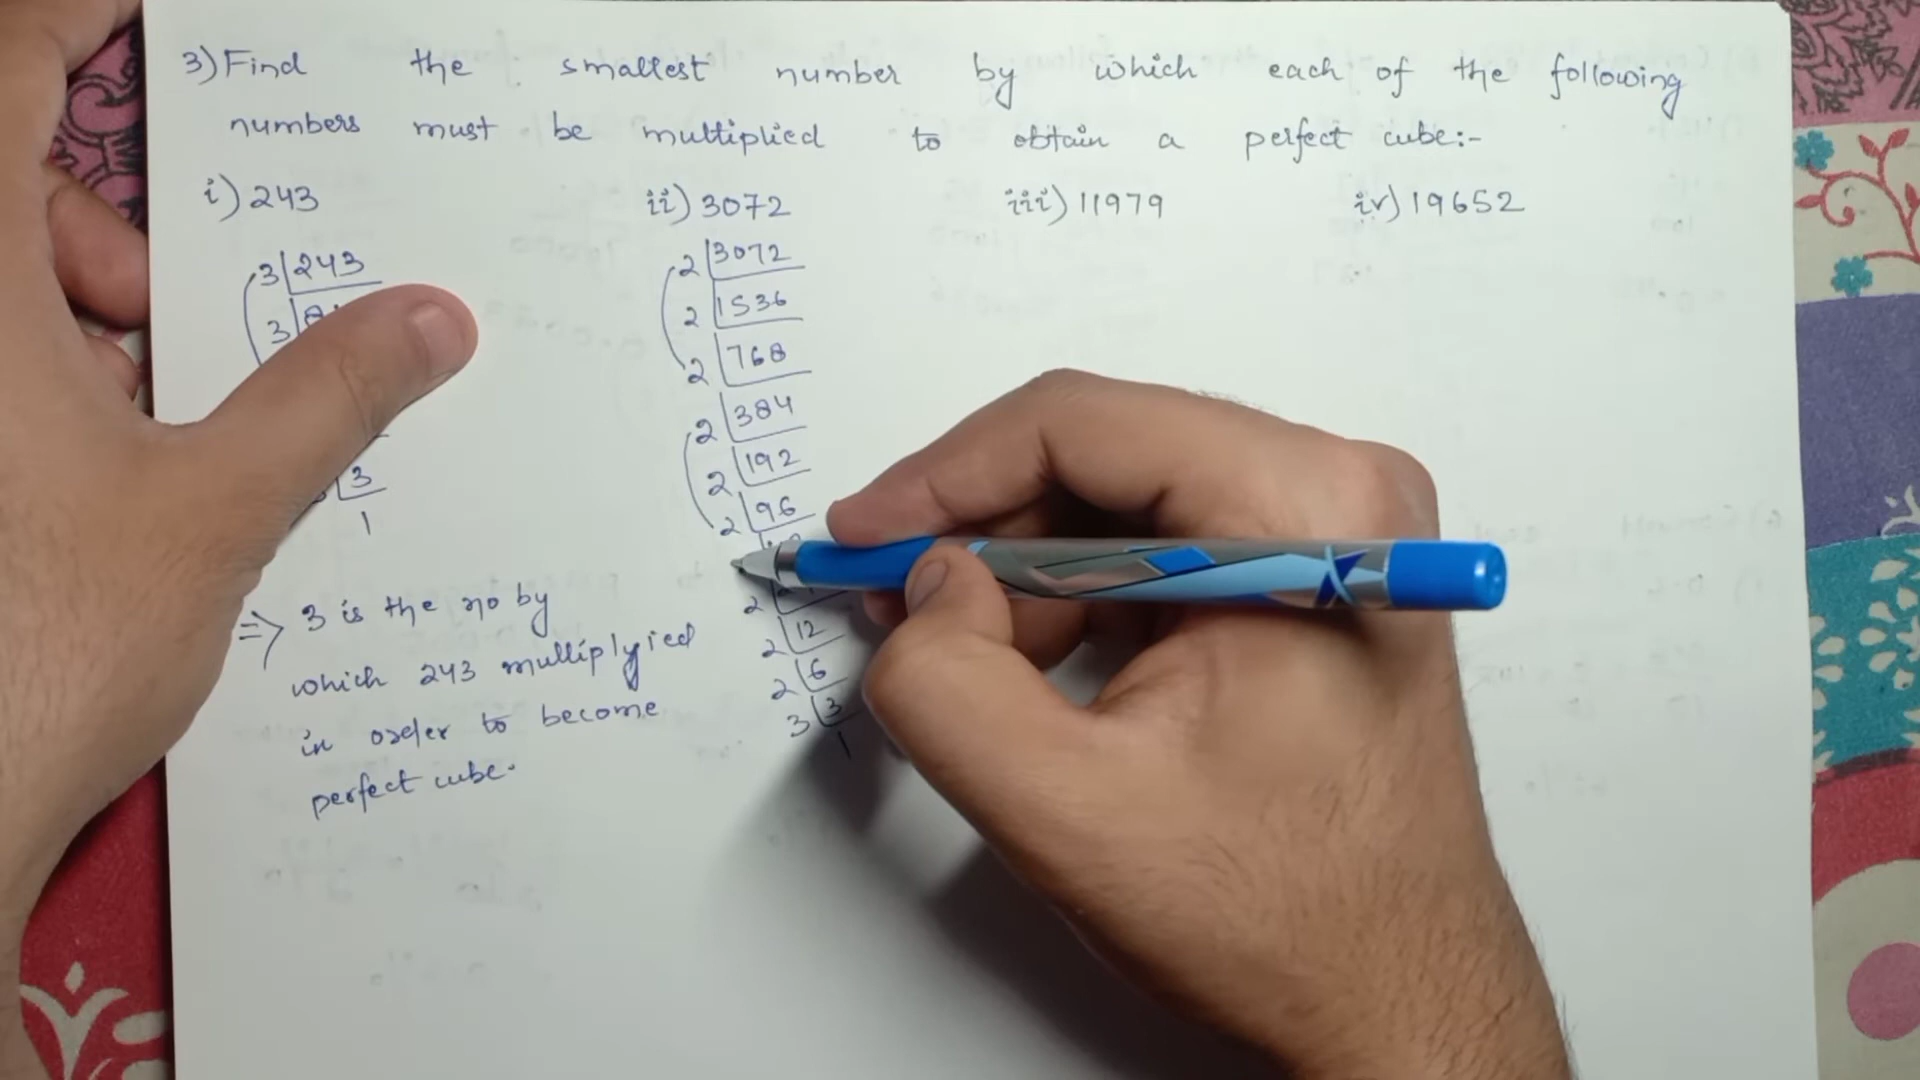 3) Find the smallest number by which each of the following
numbers must be multiplied to obtain a perfect cube:-
i) 243 ii) 3072 iii) 11979 iv) 19652
3 243
3
3
1
⇒ 3 is the no by
which 243 multiplyied
in order to become
perfect cube.
2 3072
2 1536
2 768
2 384
2 192
2 96
2
2 12
2 6
3 3
1